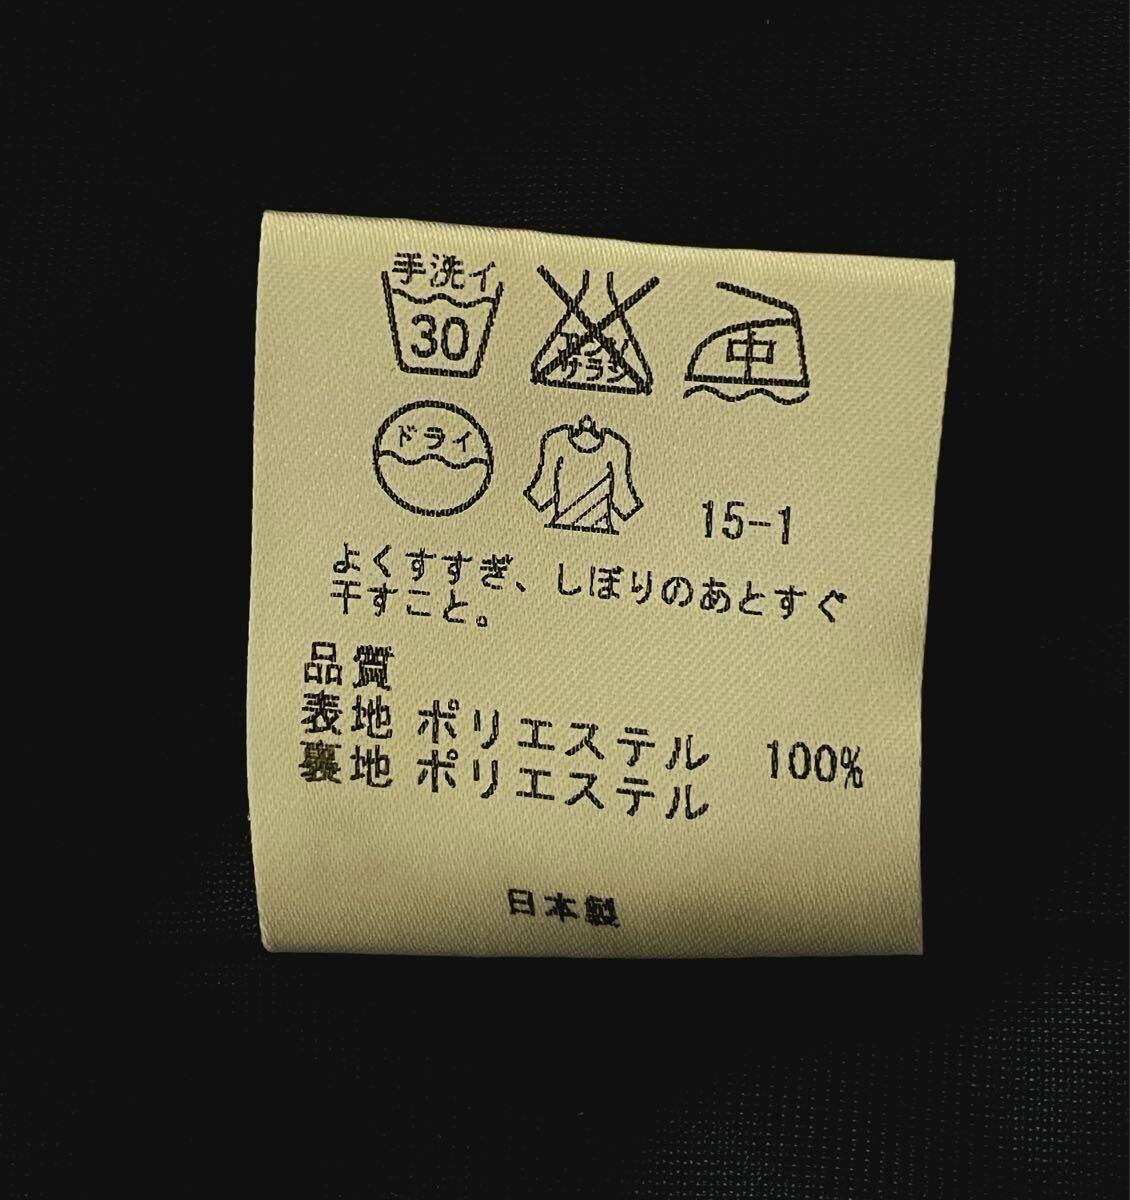 手洗イ
30
エンソ
サラシ
中
ドライ
15-1
よくすすぎ、しぼりのあとすぐ
干すこと。
品質
表地 ポリエステル 100%
裏地 ポリエステル
日本製